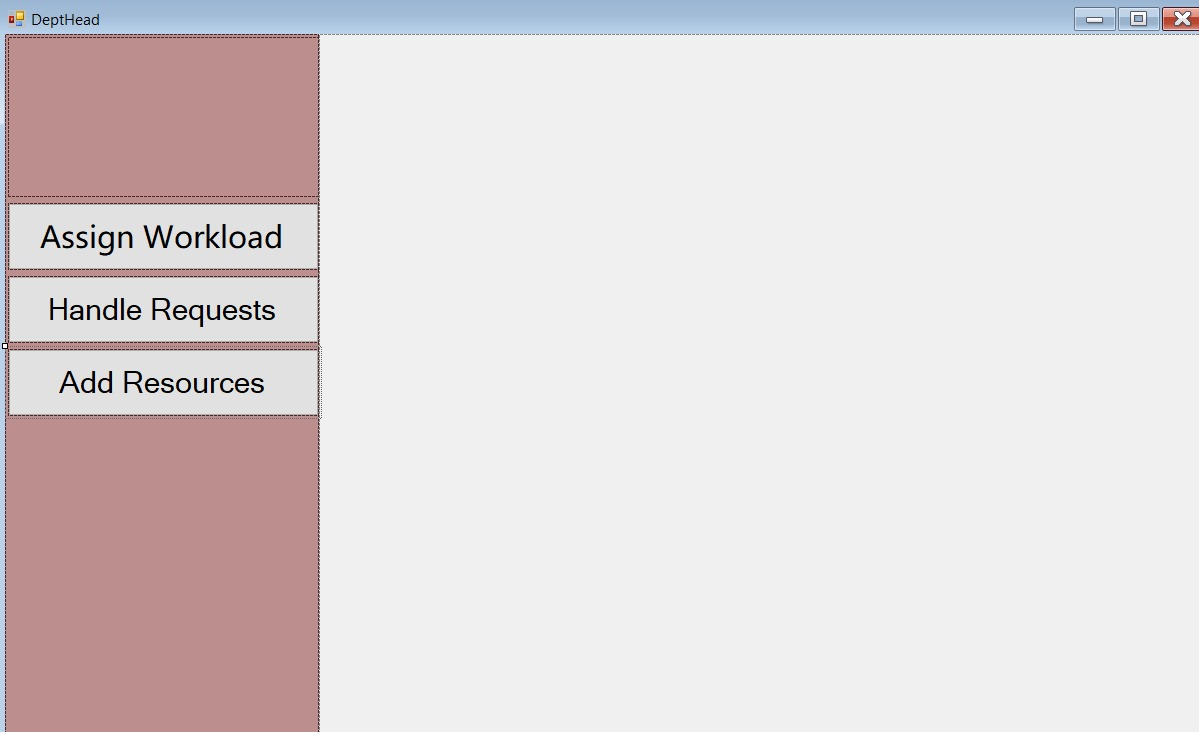 DeptHead
Assign Workload
Handle Requests
Add Resources